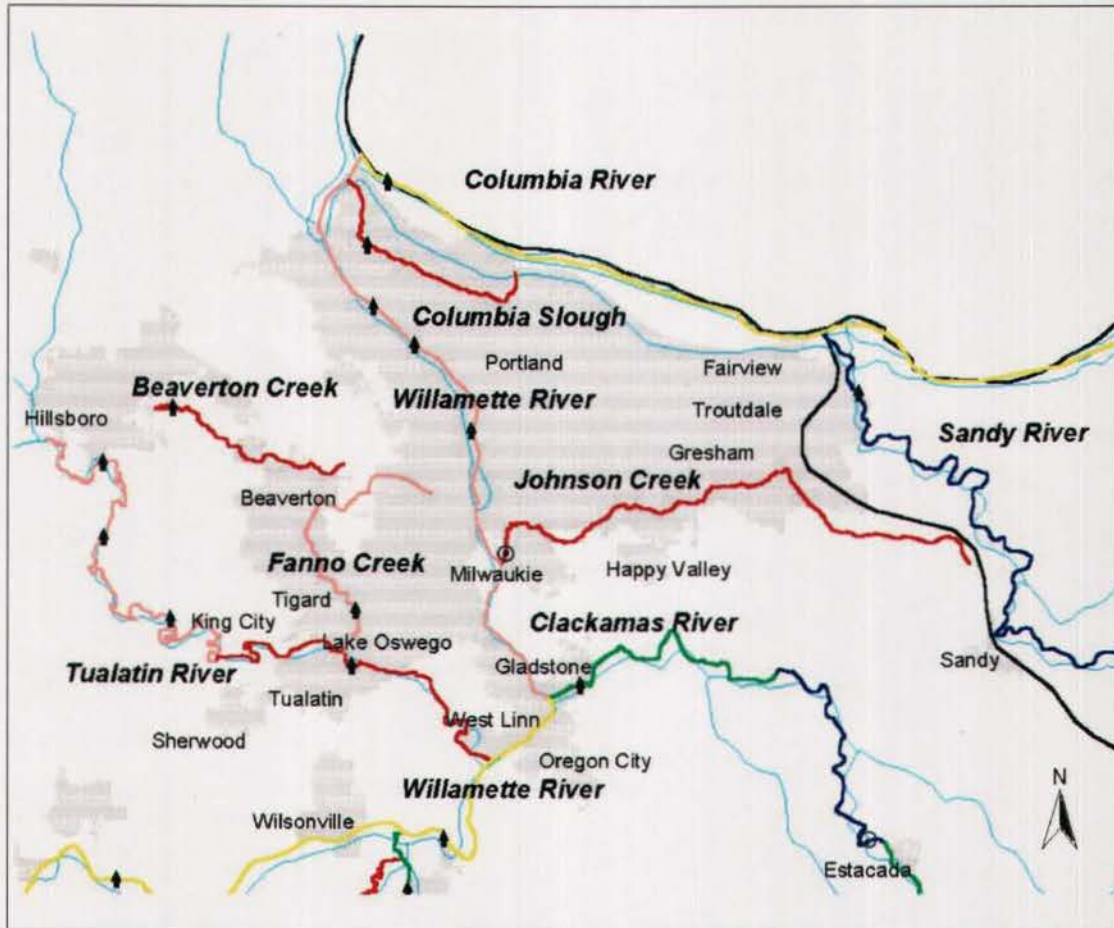 Columbia River
Columbia Slough
Portland
Fairview
Beaverton Creek
Willamette River
Troutdale
Hillsboro
Sandy River
Gresham
Johnson Creek
Beaverton
Fanno Creek
Milwaukie
Happy Valley
Tigard
King City
Clackamas River
Lake Oswego
Gladstone
Sandy
Tualatin River
Tualatin
West Linn
Sherwood
Oregon City
N
Willamette River
Wilsonville
Estacada